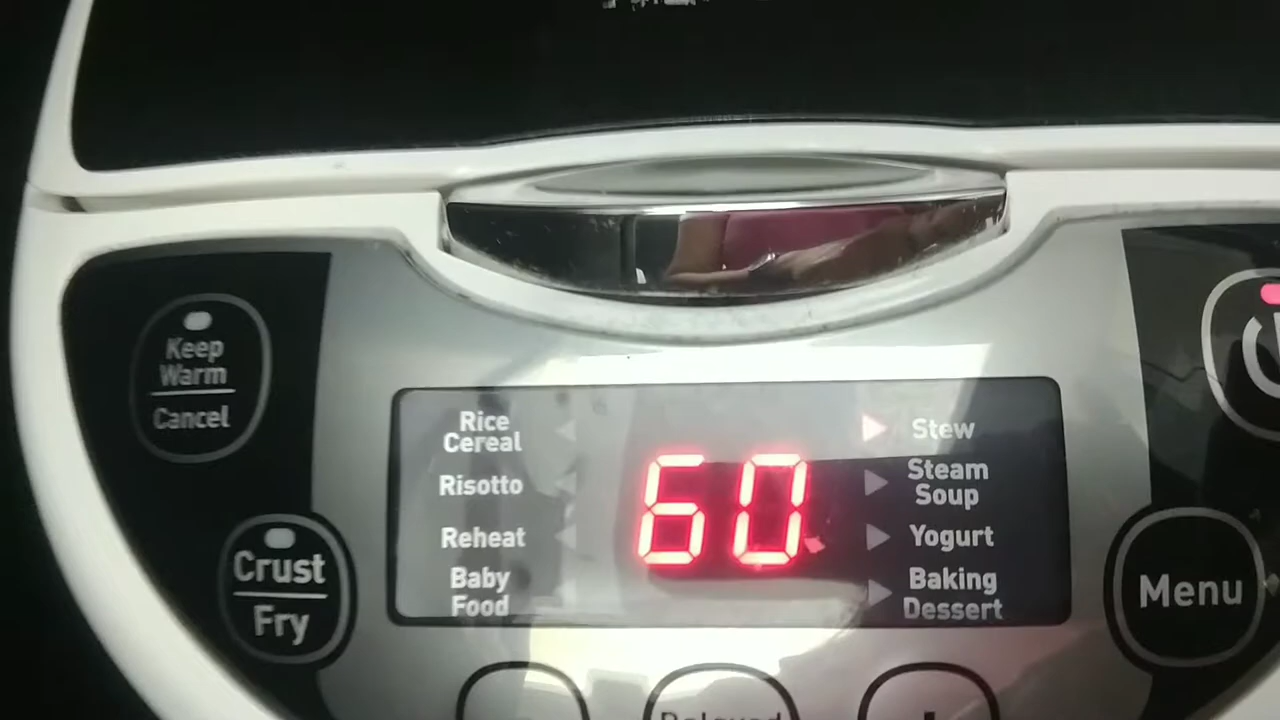 Keep
Warm
Cancel
Crust
Fry
Rice
Cereal
Risotto
Reheat
Baby
Food
60
Stew
Steam
Soup
Yogurt
Baking
Dessert
Menu